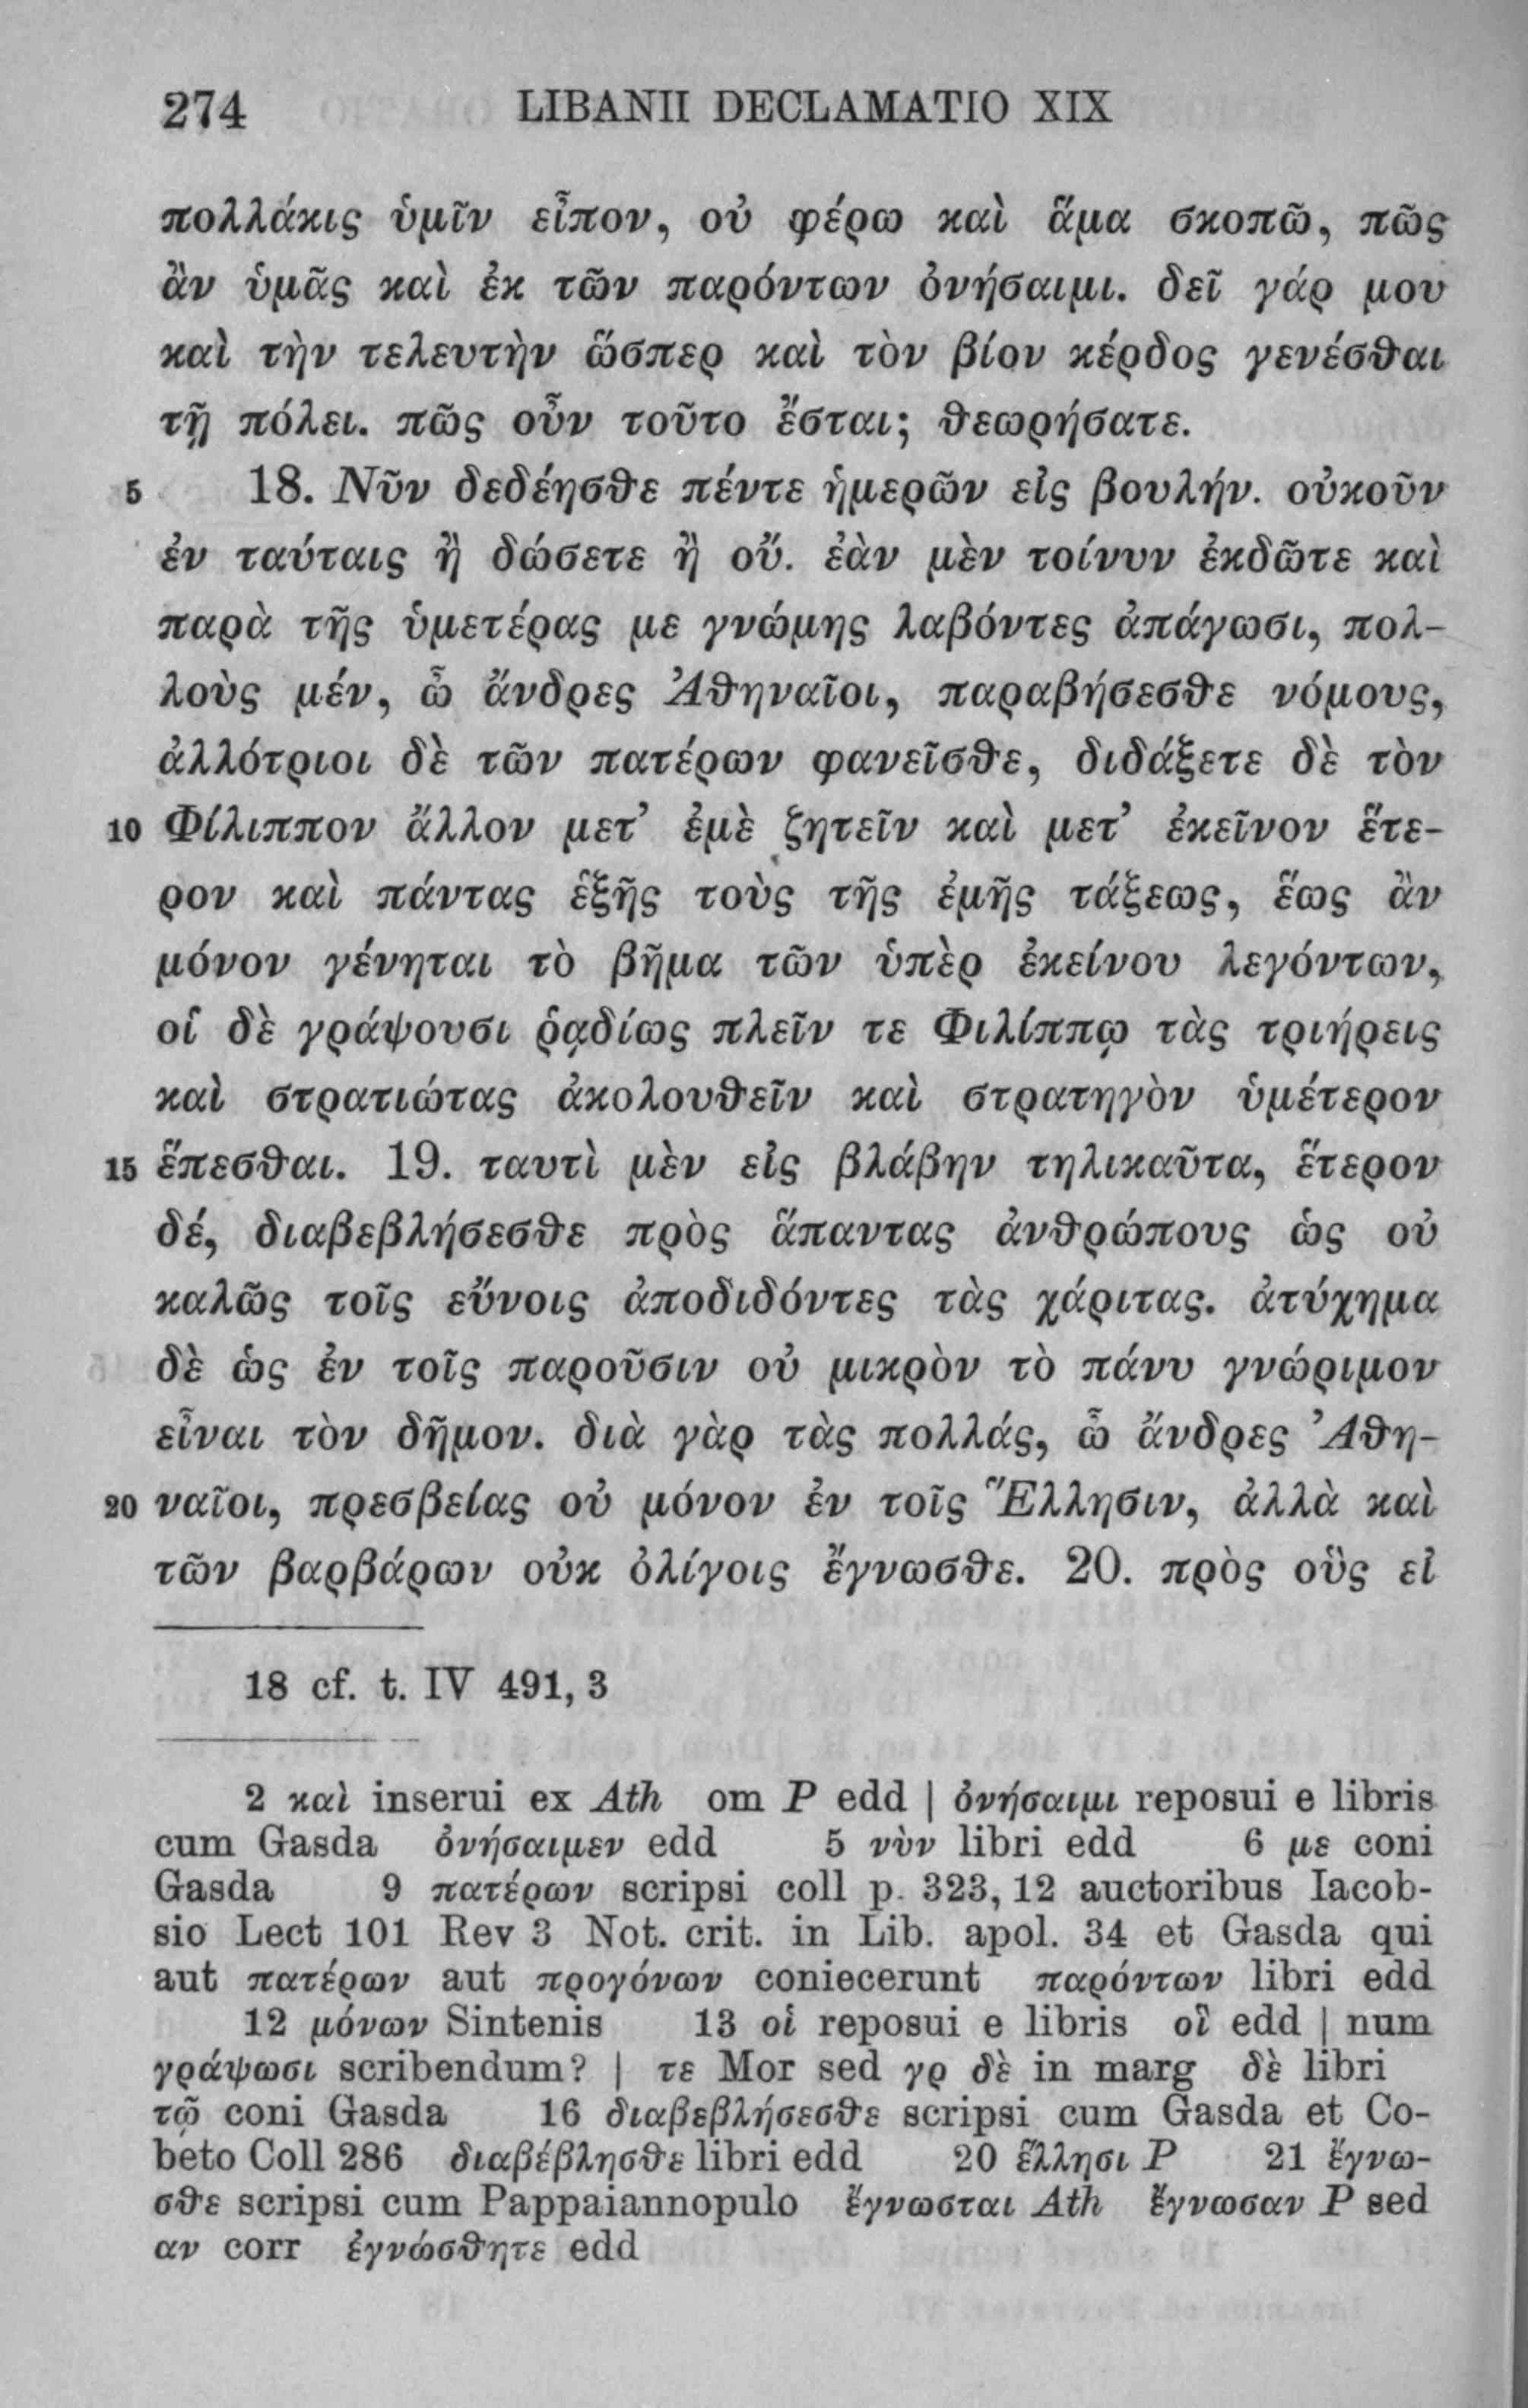 274 LIBANII DECLAMATIO XIX
πολλάκις ὑμῖν εἶπον, οὐ φέρω καὶ ἅμα σκοπῶ, πῶς
ἂν ὑμᾶς καὶ ἐκ τῶν παρόντων ὀνήσαιμι. δεῖ γάρ μου
καὶ τὴν τελευτὴν ὥσπερ καὶ τὸν βίον κέρδος γενέσθαι
τῇ πόλει. πῶς οὖν τοῦτο ἔσται; θεωρήσατε.
5 18. Νῦν δεδέησθε πέντε ἡμερῶν εἰς βουλήν. οὐκοῦν
ἐν ταύταις ἢ δώσετε ἢ οὔ. ἐὰν μὲν τοίνυν ἐκδῶτε καὶ
παρὰ τῆς ὑμετέρας με γνώμης λαβόντες ἀπάγωσι, πολ-
λοὺς μέν, ὦ ἄνδρες Ἀθηναῖοι, παραβήσεσθε νόμους,
ἀλλότριοι δὲ τῶν πατέρων φανεῖσθε, διδάξετε δὲ τὸν
10 Φίλιππον ἄλλον μετ’ ἐμὲ ζητεῖν καὶ μετ’ ἐκεῖνον ἕτε-
ρον καὶ πάντας ἑξῆς τοὺς τῆς ἐμῆς τάξεως, ἕως ἂν
μόνον γένηται τὸ βῆμα τῶν ὑπὲρ ἐκείνου λεγόντων,
οἱ δὲ γράψουσι ῥᾳδίως πλεῖν τε Φιλίππῳ τὰς τριήρεις
καὶ στρατιώτας ἀκολουθεῖν καὶ στρατηγὸν ὑμέτερον
15 ἕπεσθαι. 19. ταυτὶ μὲν εἰς βλάβην τηλικαῦτα, ἕτερον
δέ, διαβεβλήσεσθε πρὸς ἅπαντας ἀνθρώπους ὡς οὐ
καλῶς τοῖς εὔνοις ἀποδιδόντες τὰς χάριτας. ἀτύχημα
δὲ ὡς ἐν τοῖς παροῦσιν οὐ μικρὸν τὸ πάνυ γνώριμον
εἶναι τὸν δῆμον. διὰ γὰρ τὰς πολλάς, ὦ ἄνδρες Ἀθη-
20 ναῖοι, πρεσβείας οὐ μόνον ἐν τοῖς Ἕλλησιν, ἀλλὰ καὶ
τῶν βαρβάρων οὐκ ὀλίγοις ἔγνωσθε. 20. πρὸς οὓς εἰ
18 cf. t. IV 491, 3
2 καὶ inserui ex Ath om P edd | ὀνήσαιμι reposui e libris
cum Gasda ὀνήσαιμεν edd 5 νὺν libri edd 6 με coni
Gasda 9 πατέρων scripsi coll p. 323, 12 auctoribus Iacob-
sio Lect 101 Rev 3 Not. crit. in Lib. apol. 34 et Gasda qui
aut πατέρων aut προγόνων coniecerunt παρόντων libri edd
12 μόνων Sintenis 13 οἱ reposui e libris οἳ edd | num
γράψωσι scribendum? | τε Mor sed γρ δὲ in marg δὲ libri
τῷ coni Gasda 16 διαβεβλήσεσθε scripsi cum Gasda et Co-
beto Coll 286 διαβέβλησθε libri edd 20 ἕλλησι P 21 ἔγνω-
σθε scripsi cum Pappaiannopulo ἔγνωσται Ath ἔγνωσαν P sed
αν corr ἐγνώσθητε edd